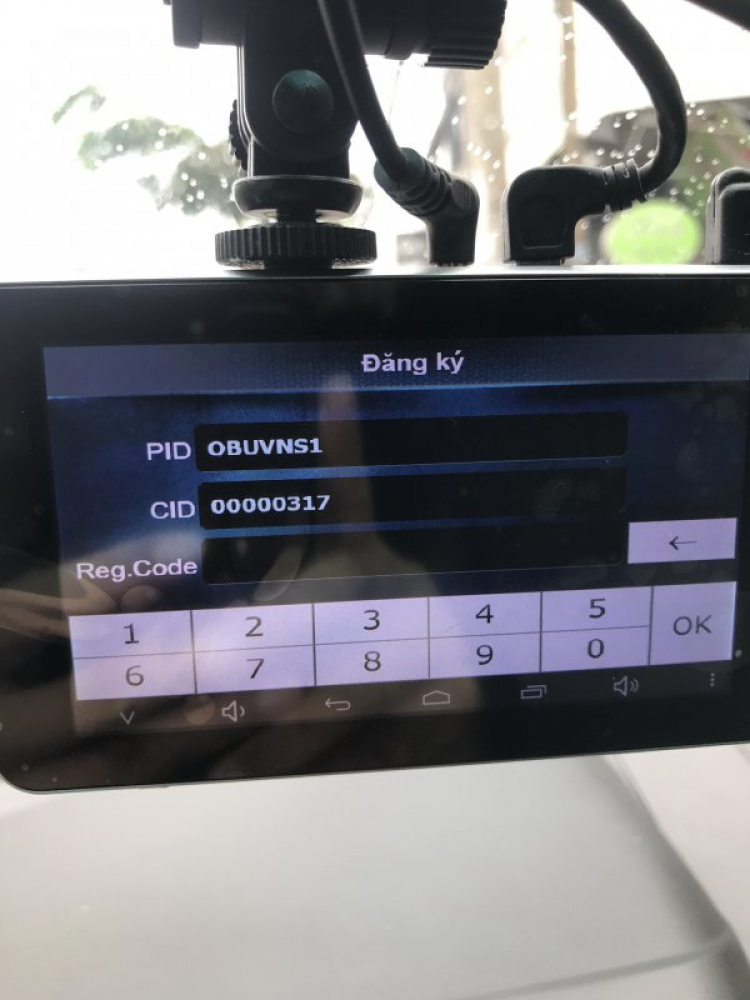 Đăng ký
PID OBUVNS1
CID 00000317
Reg.Code
←
1 2 3 4 5 OK
6 7 8 9 0